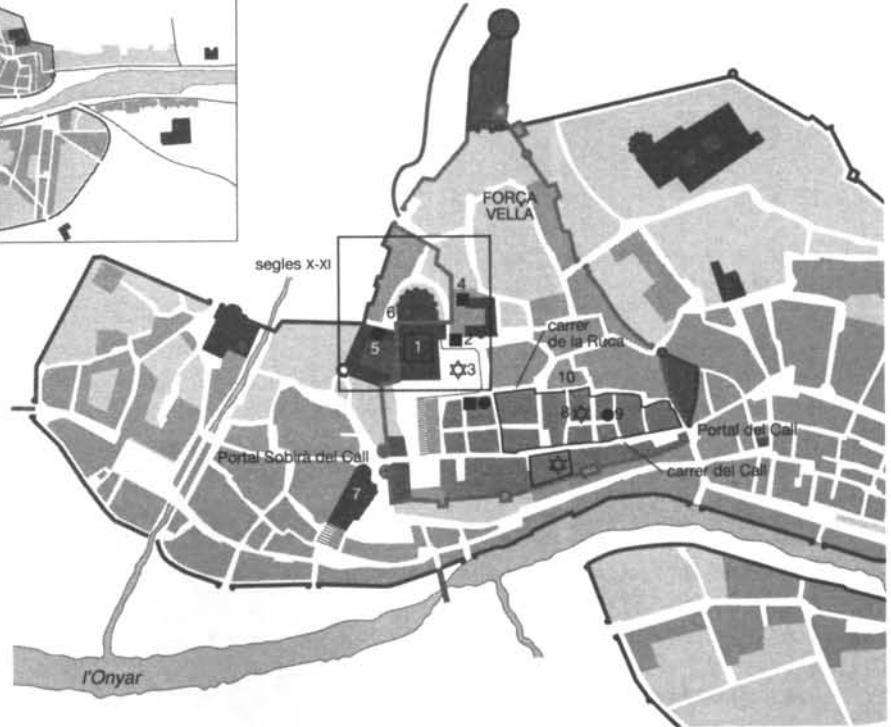 FORÇA
VELLA
segles X-XI
4
6
carrer
de la Ruca
2
5
1
3
10
8
9
Portal del Call
Portal Sobirà del Call
carrer del Call
7
l'Onyar